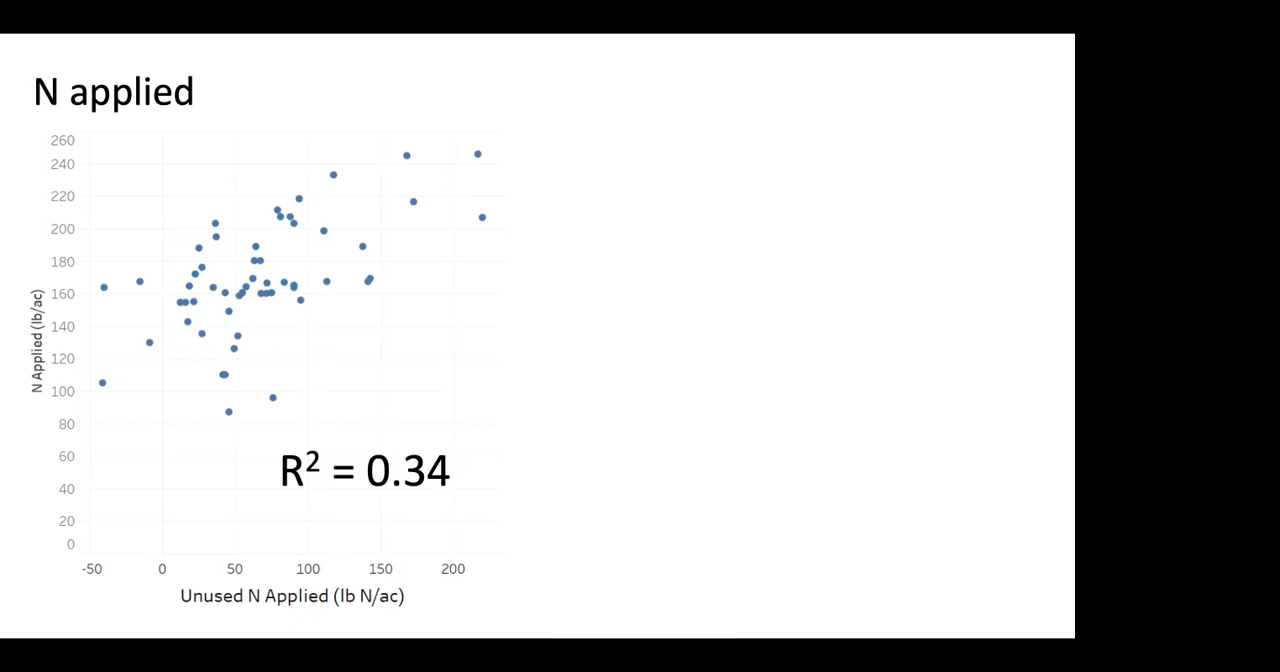 N applied
260
240
220
200
180
160
140
120
100
80
60
40
20
0
N Applied (lb/ac)
R² = 0.34
-50 0 50 100 150 200
Unused N Applied (lb N/ac)